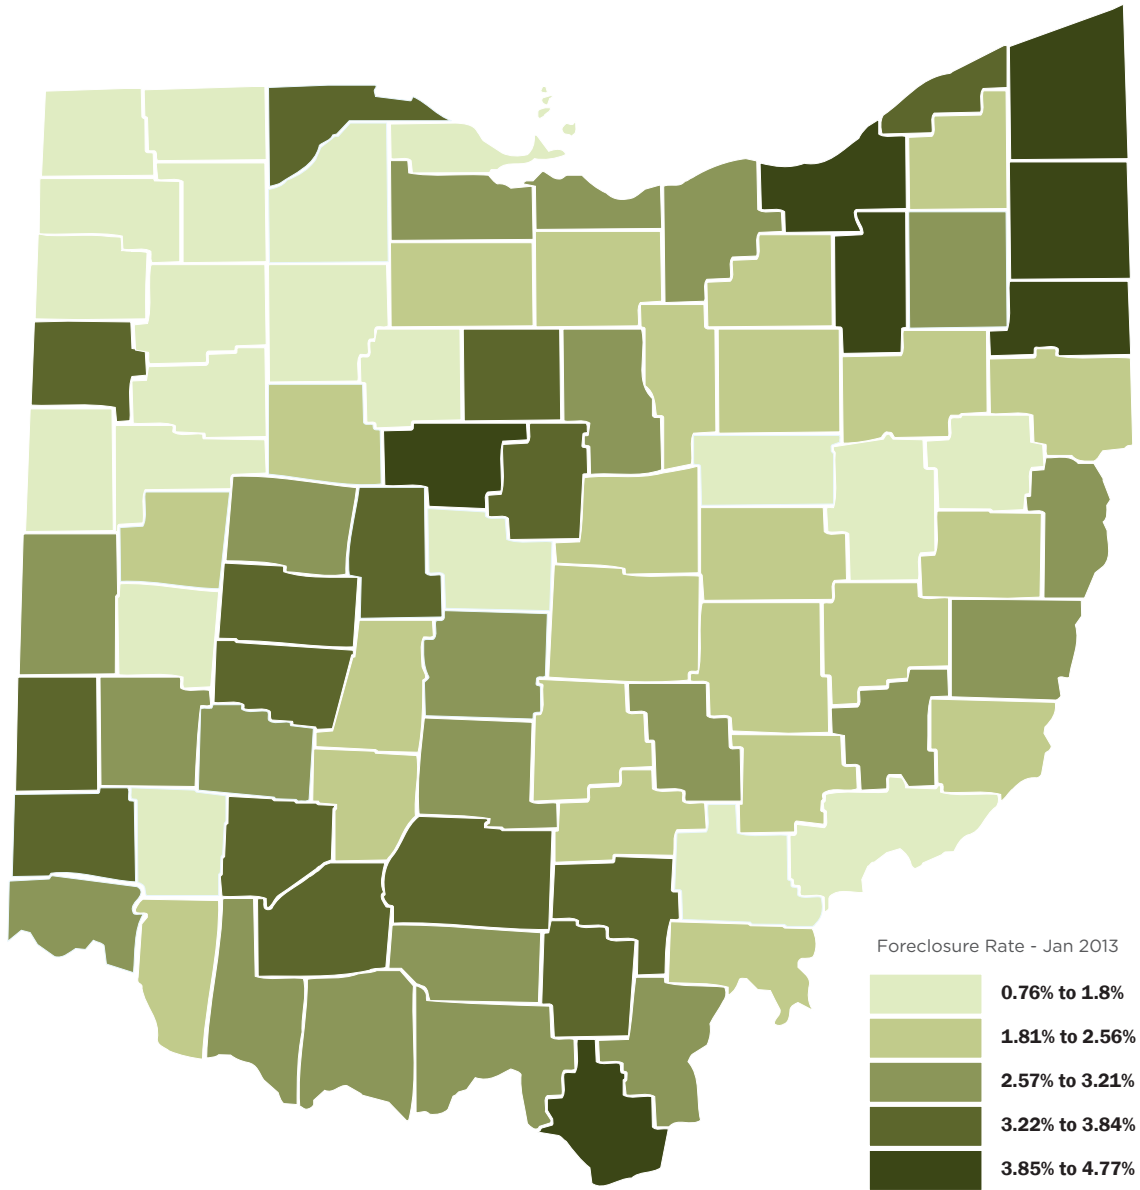 Foreclosure Rate - Jan 2013
0.76% to 1.8%
1.81% to 2.56%
2.57% to 3.21%
3.22% to 3.84%
3.85% to 4.77%